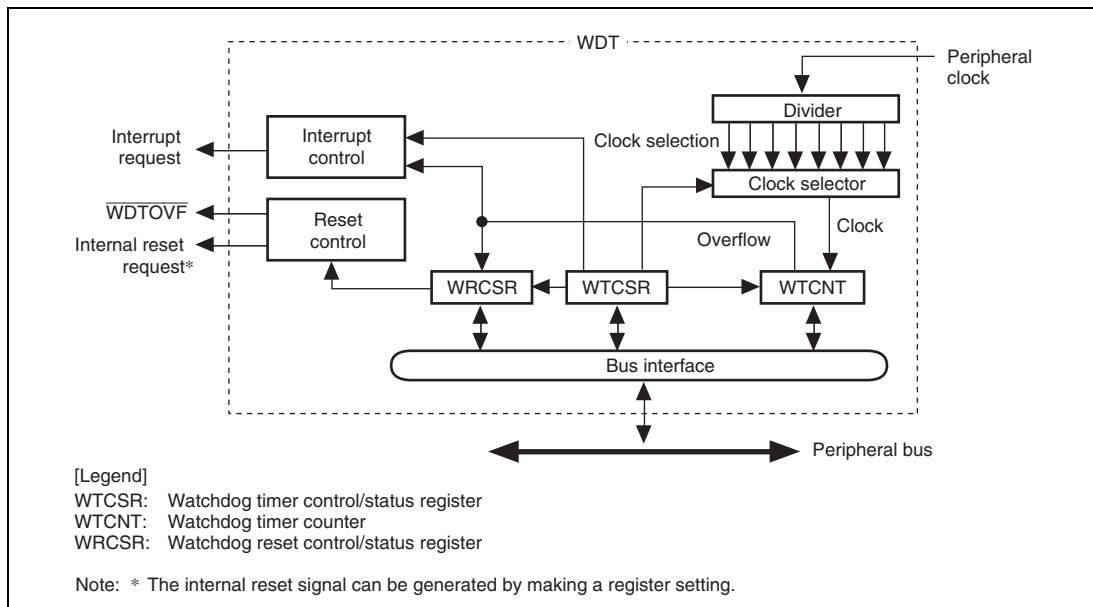 WDT
Peripheral
clock
Divider
Clock selection
Clock selector
Interrupt
request
Interrupt
control
WDTOVF
Internal reset
request*
Reset
control
Overflow
Clock
WRCSR
WTCSR
WTCNT
Bus interface
Peripheral bus
[Legend]
WTCSR: Watchdog timer control/status register
WTCNT: Watchdog timer counter
WRCSR: Watchdog reset control/status register
Note: * The internal reset signal can be generated by making a register setting.